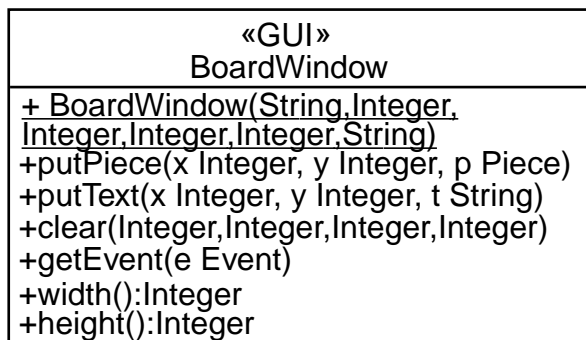 «GUI»
BoardWindow
+ BoardWindow(String,Integer,
Integer,Integer,Integer,String)
+putPiece(x Integer, y Integer, p Piece)
+putText(x Integer, y Integer, t String)
+clear(Integer,Integer,Integer,Integer)
+getEvent(e Event)
+width():Integer
+height():Integer